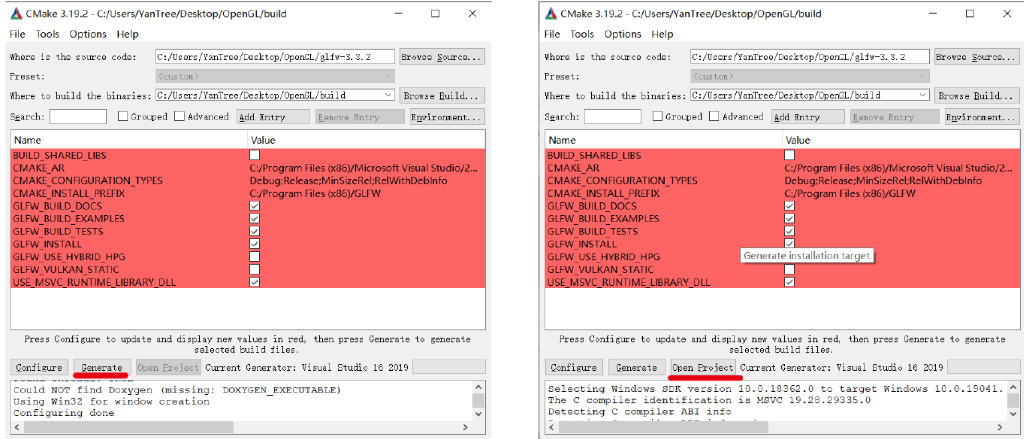 CMake 3.19.2 - C:/Users/YanTree/Desktop/OpenGL/build
File Tools Options Help
Where is the source code: C:/Users/YanTree/Desktop/OpenGL/glfw-3.3.2 Browse Source...
Preset: <custom>
Where to build the binaries: C:/Users/YanTree/Desktop/OpenGL/build Browse Build...
Search: Grouped Advanced Add Entry Remove Entry Environment...
Name Value
BUILD_SHARED_LIBS
CMAKE_AR C:/Program Files (x86)/Microsoft Visual Studio/2...
CMAKE_CONFIGURATION_TYPES Debug;Release;MinSizeRel;RelWithDebInfo
CMAKE_INSTALL_PREFIX C:/Program Files (x86)/GLFW
GLFW_BUILD_DOCS
GLFW_BUILD_EXAMPLES
GLFW_BUILD_TESTS
GLFW_INSTALL
GLFW_USE_HYBRID_HPG
GLFW_VULKAN_STATIC
USE_MSVC_RUNTIME_LIBRARY_DLL
Press Configure to update and display new values in red, then press Generate to generate
selected build files.
Configure Generate Open Project Current Generator: Visual Studio 16 2019
Could NOT find Doxygen (missing: DOXYGEN_EXECUTABLE)
Using Win32 for window creation
Configuring done
CMake 3.19.2 - C:/Users/YanTree/Desktop/OpenGL/build
File Tools Options Help
Where is the source code: C:/Users/YanTree/Desktop/OpenGL/glfw-3.3.2 Browse Source...
Preset: <custom>
Where to build the binaries: C:/Users/YanTree/Desktop/OpenGL/build Browse Build...
Search: Grouped Advanced Add Entry Remove Entry Environment...
Name Value
BUILD_SHARED_LIBS
CMAKE_AR C:/Program Files (x86)/Microsoft Visual Studio/2...
CMAKE_CONFIGURATION_TYPES Debug;Release;MinSizeRel;RelWithDebInfo
CMAKE_INSTALL_PREFIX C:/Program Files (x86)/GLFW
GLFW_BUILD_DOCS
GLFW_BUILD_EXAMPLES
GLFW_BUILD_TESTS
GLFW_INSTALL
GLFW_USE_HYBRID_HPG Generate installation target
GLFW_VULKAN_STATIC
USE_MSVC_RUNTIME_LIBRARY_DLL
Press Configure to update and display new values in red, then press Generate to generate
selected build files.
Configure Generate Open Project Current Generator: Visual Studio 16 2019
Selecting Windows SDK version 10.0.18362.0 to target Windows 10.0.19041.
The C compiler identification is MSVC 19.28.29335.0
Detecting C compiler ABI info